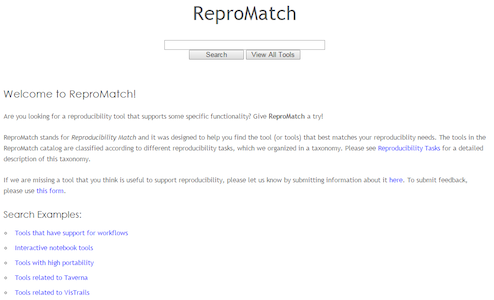 ReproMatch
Search View All Tools
Welcome to ReproMatch!
Are you looking for a reproducibility tool that supports some specific functionality? Give ReproMatch a try!
ReproMatch stands for Reproducibility Match and it was designed to help you find the tool (or tools) that best matches your reproducibility needs. The tools in the
ReproMatch catalog are classified according to different reproducibility tasks, which we organized in a taxonomy. Please see Reproducibility Tasks for a detailed
description of this taxonomy.
If we are missing a tool that you think is useful to support reproducibility, please let us know by submitting information about it here. To submit feedback,
please use this form.
Search Examples:
Tools that have support for workflows
Interactive notebook tools
Tools with high portability
Tools related to Taverna
Tools related to VisTrails